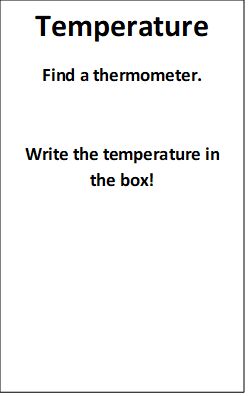 Temperature
Find a thermometer.
Write the temperature in
the box!